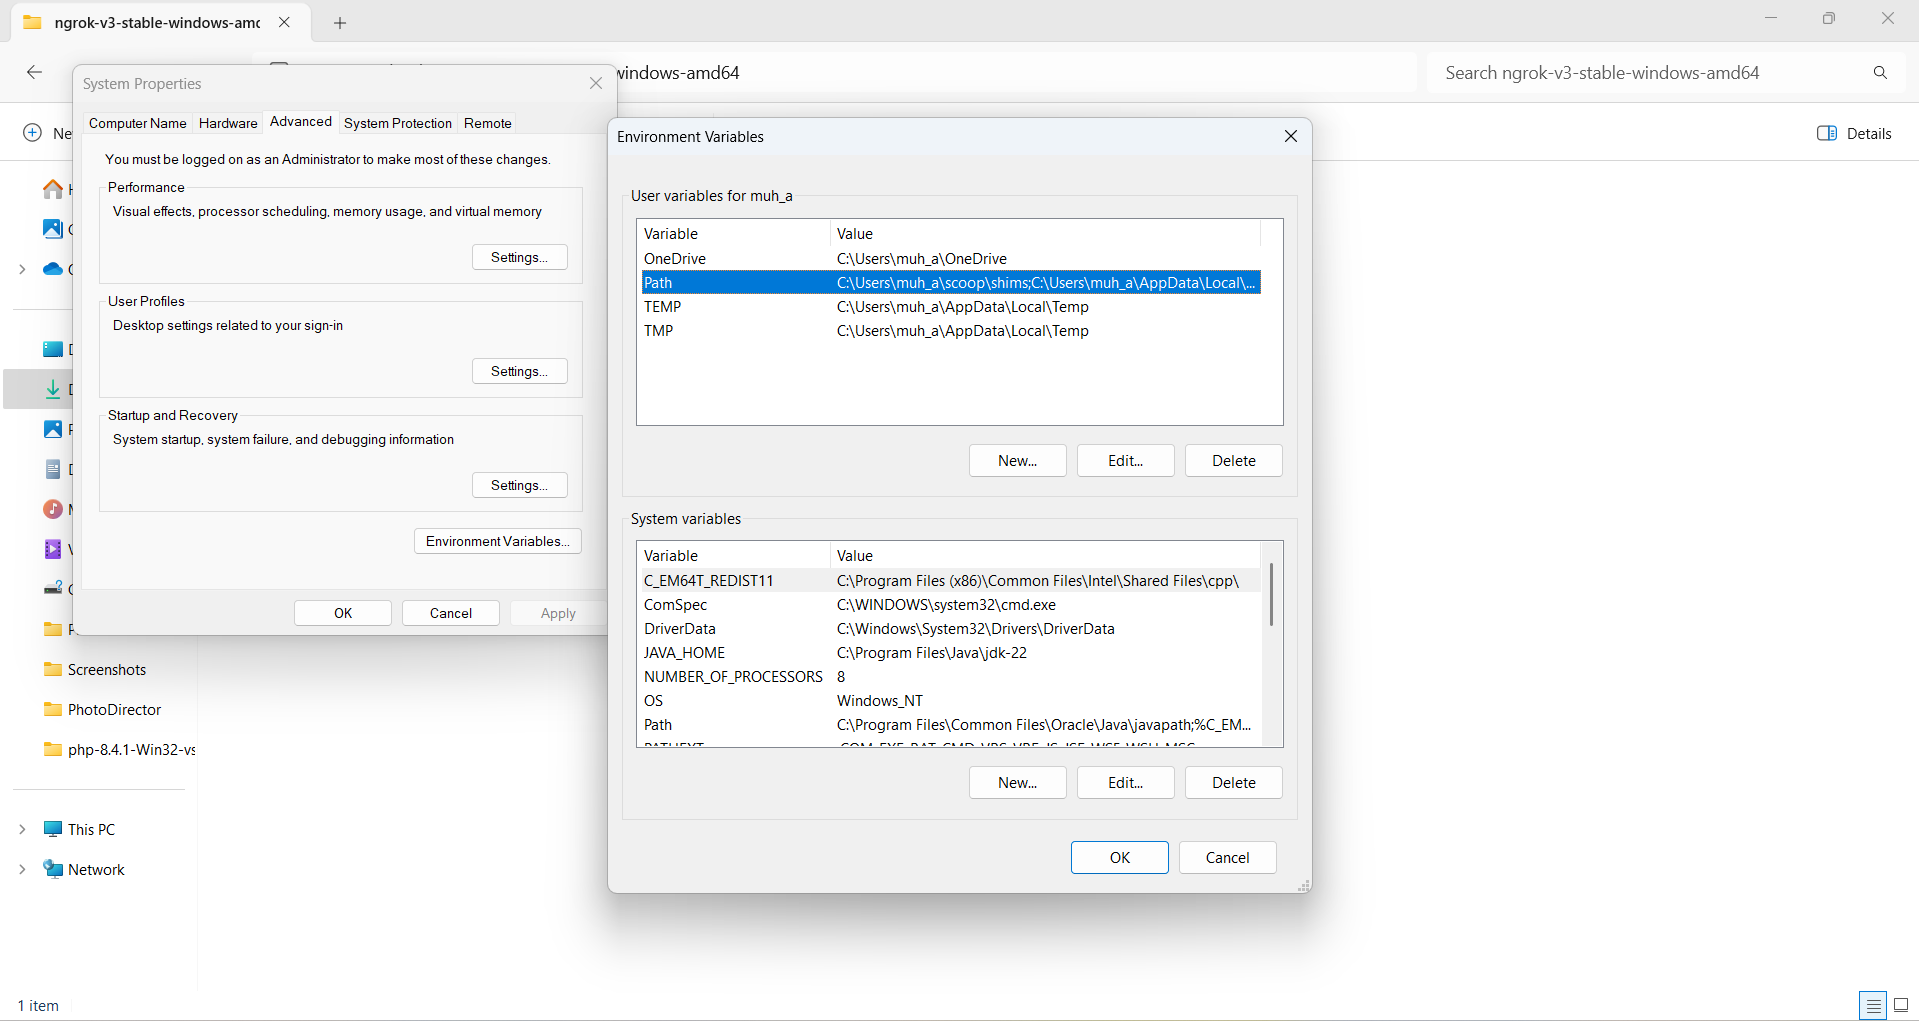 ngrok-v3-stable-windows-amd
windows-amd64
Search ngrok-v3-stable-windows-amd64
Details
System Properties
Computer Name Hardware Advanced System Protection Remote
You must be logged on as an Administrator to make most of these changes.
Performance
Visual effects, processor scheduling, memory usage, and virtual memory
Settings...
User Profiles
Desktop settings related to your sign-in
Settings...
Startup and Recovery
System startup, system failure, and debugging information
Settings...
Environment Variables...
OK Cancel Apply
Screenshots
PhotoDirector
php-8.4.1-Win32-vs
This PC
Network
1 item
Environment Variables
User variables for muh_a
Variable Value
OneDrive C:\Users\muh_a\OneDrive
Path C:\Users\muh_a\scoop\shims;C:\Users\muh_a\AppData\Local\...
TEMP C:\Users\muh_a\AppData\Local\Temp
TMP C:\Users\muh_a\AppData\Local\Temp
New... Edit... Delete
System variables
Variable Value
C_EM64T_REDIST11 C:\Program Files (x86)\Common Files\Intel\Shared Files\cpp\
ComSpec C:\WINDOWS\system32\cmd.exe
DriverData C:\Windows\System32\Drivers\DriverData
JAVA_HOME C:\Program Files\Java\jdk-22
NUMBER_OF_PROCESSORS 8
OS Windows_NT
Path C:\Program Files\Common Files\Oracle\Java\javapath;%C_EM...
New... Edit... Delete
OK Cancel